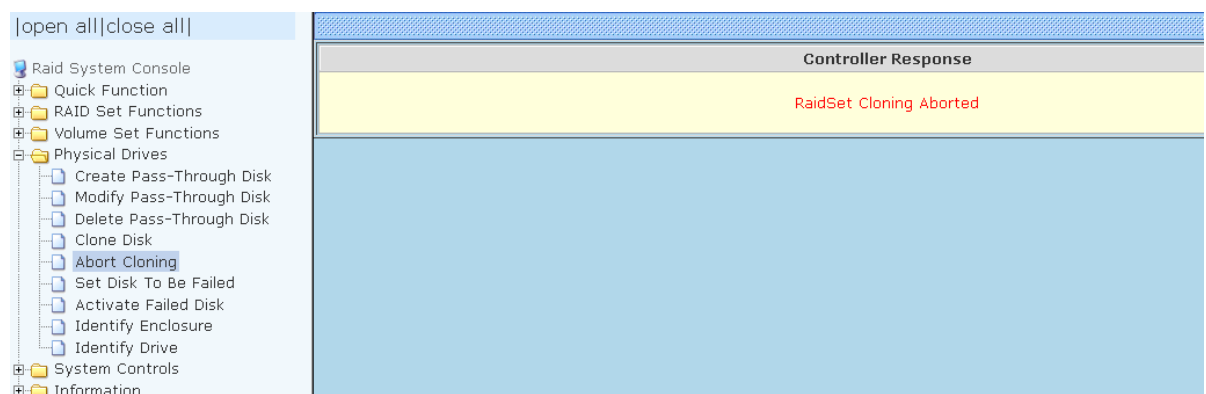 |open all|close all|
Raid System Console
Quick Function
RAID Set Functions
Volume Set Functions
Physical Drives
Create Pass-Through Disk
Modify Pass-Through Disk
Delete Pass-Through Disk
Clone Disk
Abort Cloning
Set Disk To Be Failed
Activate Failed Disk
Identify Enclosure
Identify Drive
System Controls
Information
Controller Response
RaidSet Cloning Aborted